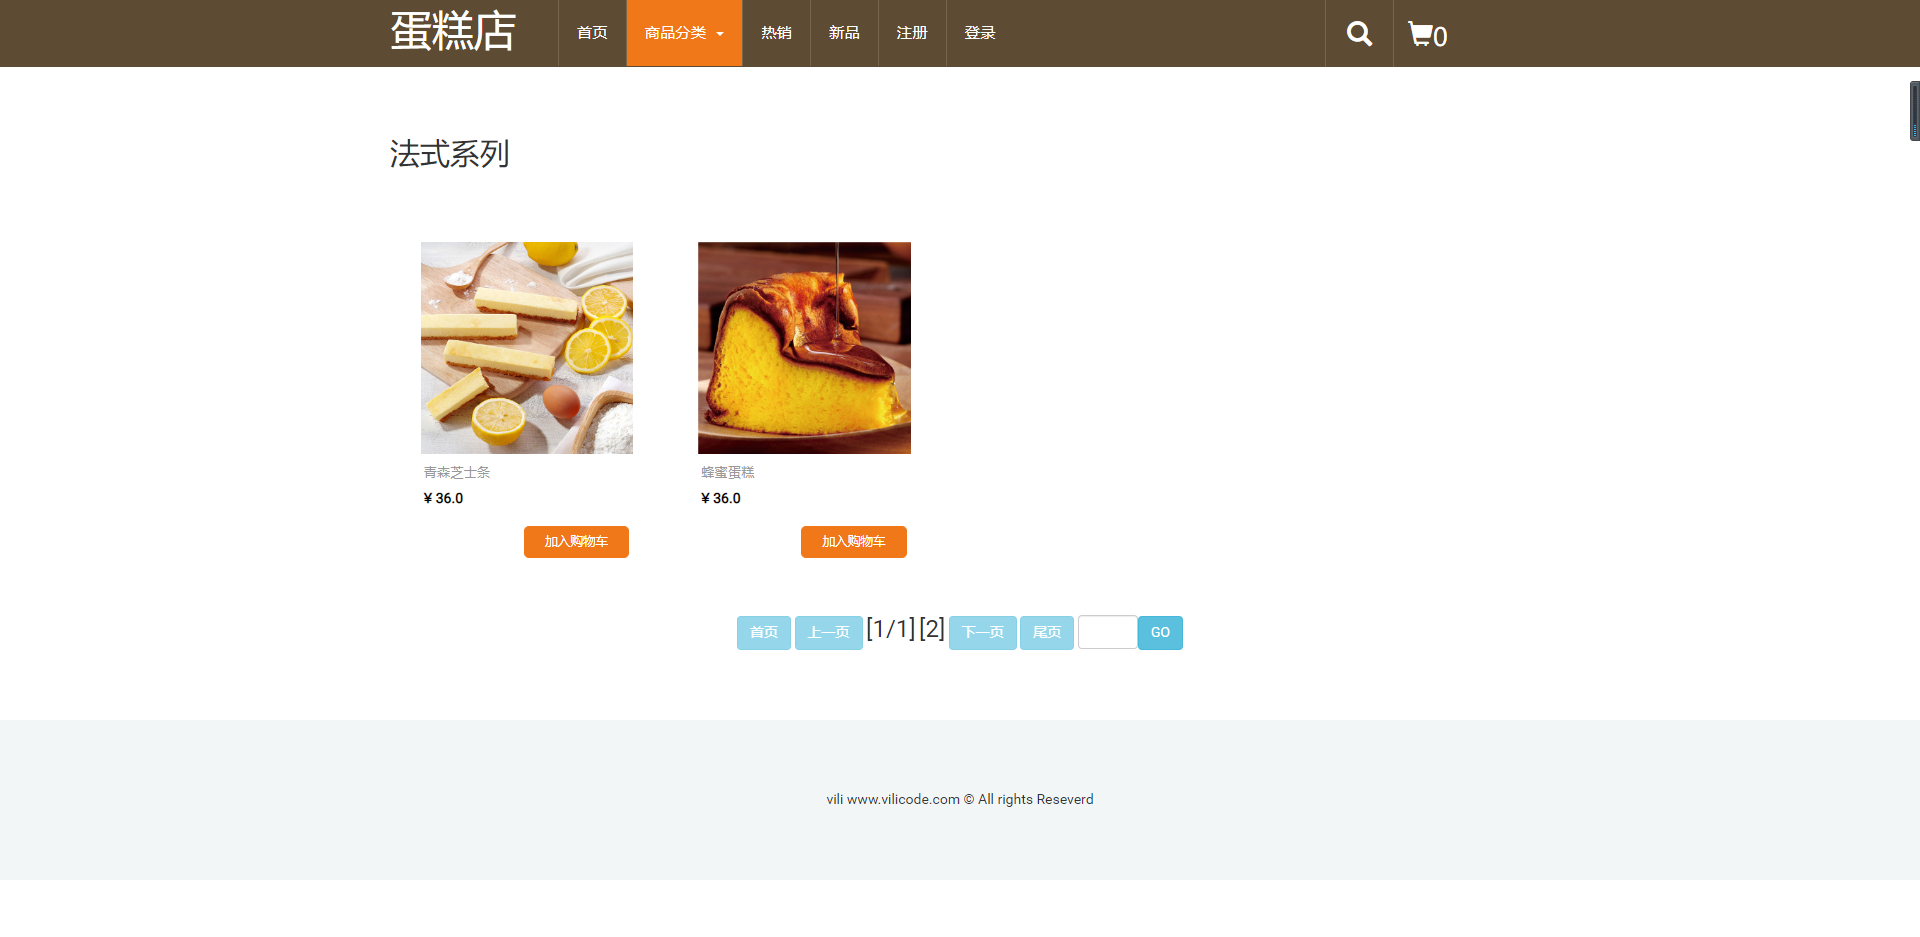 蛋糕店 首页 商品分类 热销 新品 注册 登录 0
法式系列
青森芝士条 蜂蜜蛋糕
¥ 36.0 ¥ 36.0
加入购物车 加入购物车
首页 上一页 [1/1] [2] 下一页 尾页 GO
vili www.vilicode.com © All rights Reseverd